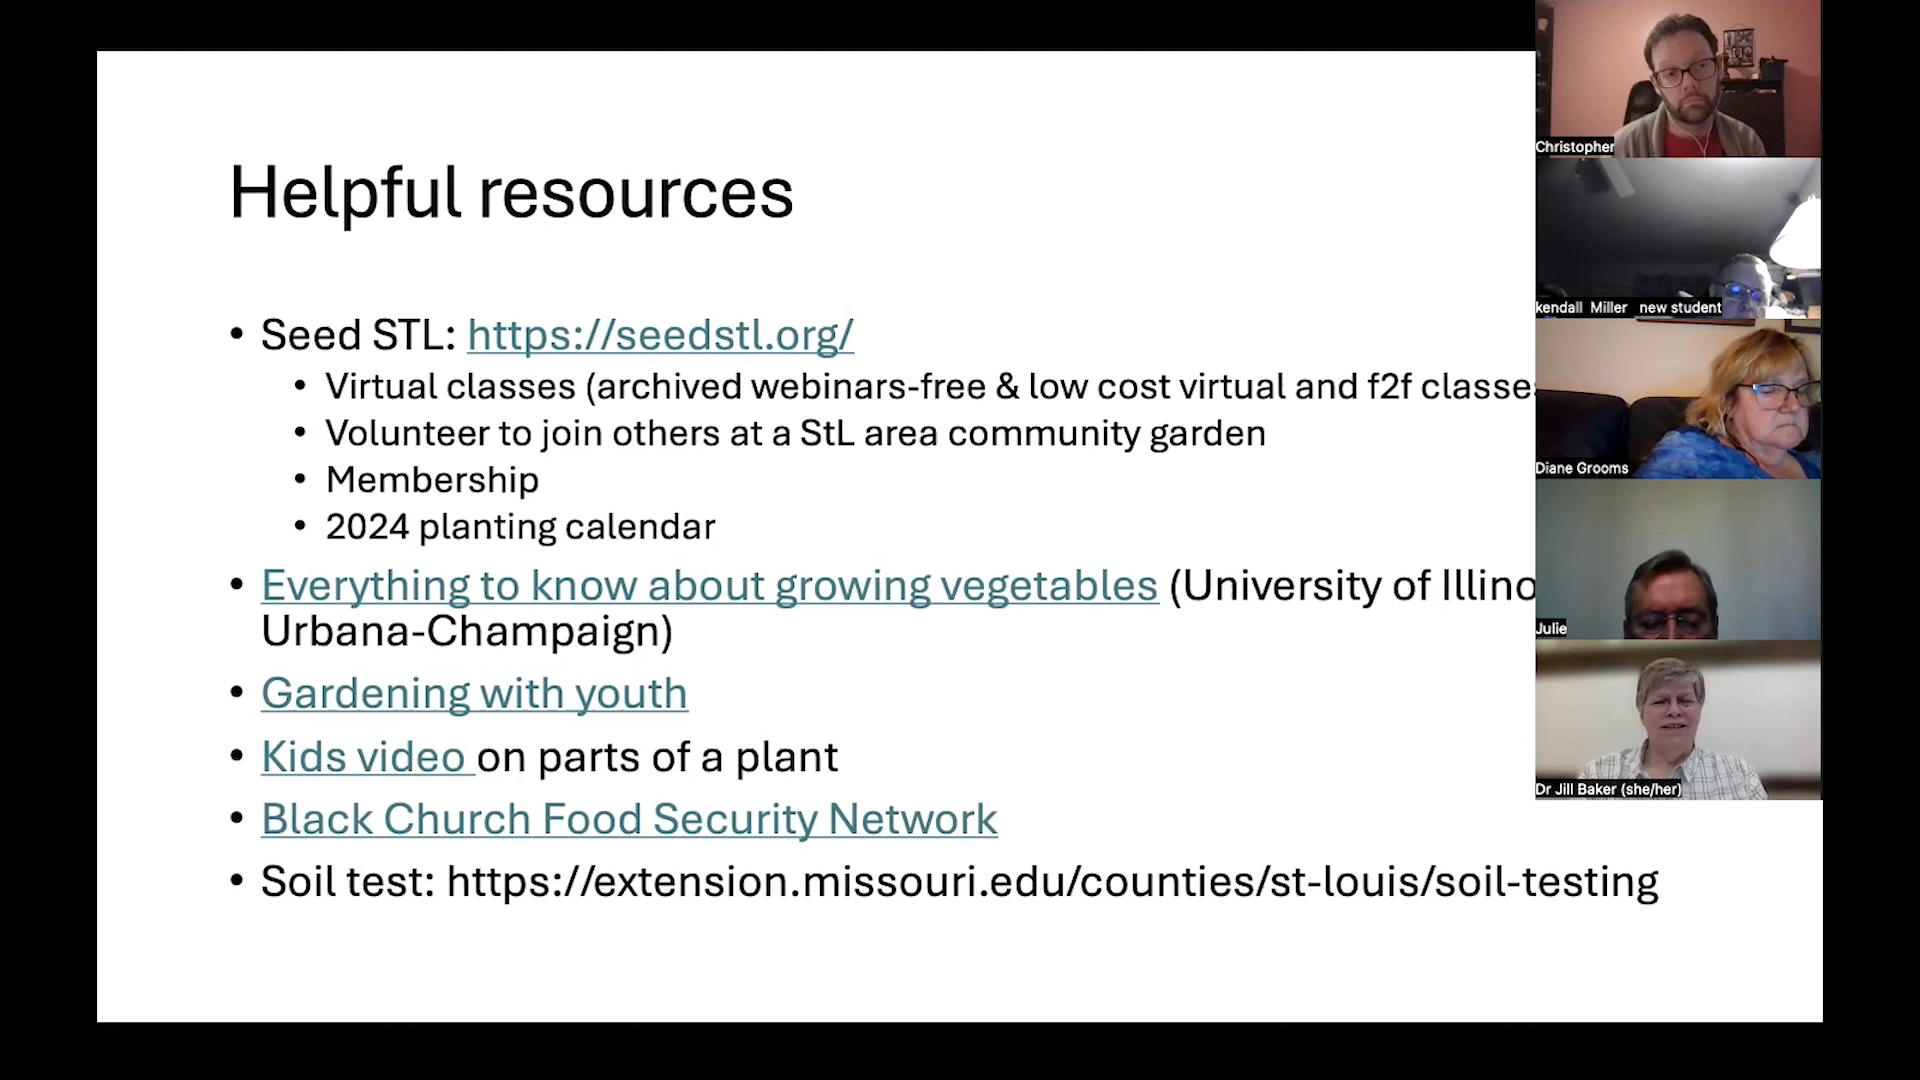 Helpful resources
• Seed STL: https://seedstl.org/
• Virtual classes (archived webinars-free & low cost virtual and f2f classes
• Volunteer to join others at a StL area community garden
• Membership
• 2024 planting calendar
• Everything to know about growing vegetables (University of Illino
Urbana-Champaign)
• Gardening with youth
• Kids video on parts of a plant
• Black Church Food Security Network
• Soil test: https://extension.missouri.edu/counties/st-louis/soil-testing
Christopher
kendall Miller new student
Diane Grooms
Julie
Dr Jill Baker (she/her)